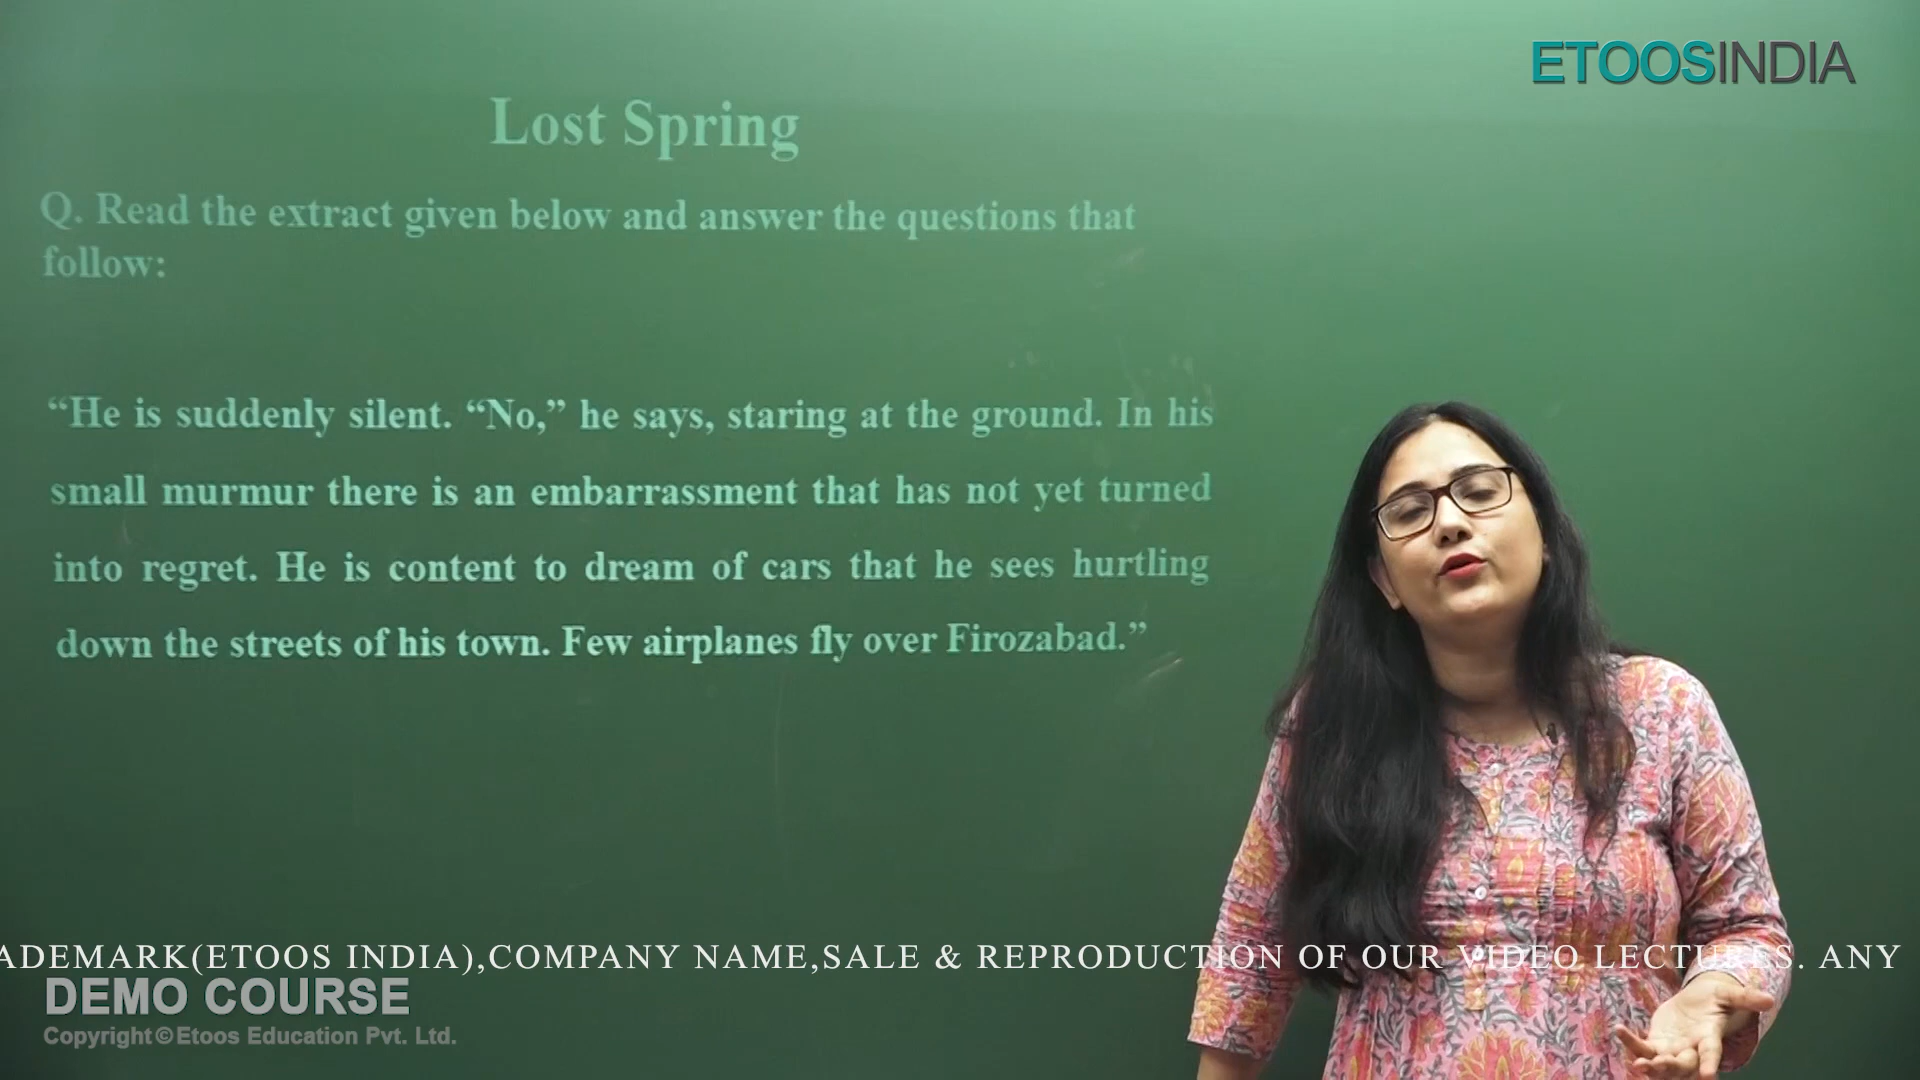 ETOOSINDIA
Lost Spring
Q. Read the extract given below and answer the questions that
follow:
“He is suddenly silent. “No,” he says, staring at the ground. In his
small murmur there is an embarrassment that has not yet turned
into regret. He is content to dream of cars that he sees hurtling
down the streets of his town. Few airplanes fly over Firozabad.”
ADEMARK(ETOOS INDIA),COMPANY NAME,SALE & REPRODUCTION OF OUR VIDEO LECTURES. ANY
DEMO COURSE
Copyright © Etoos Education Pvt. Ltd.